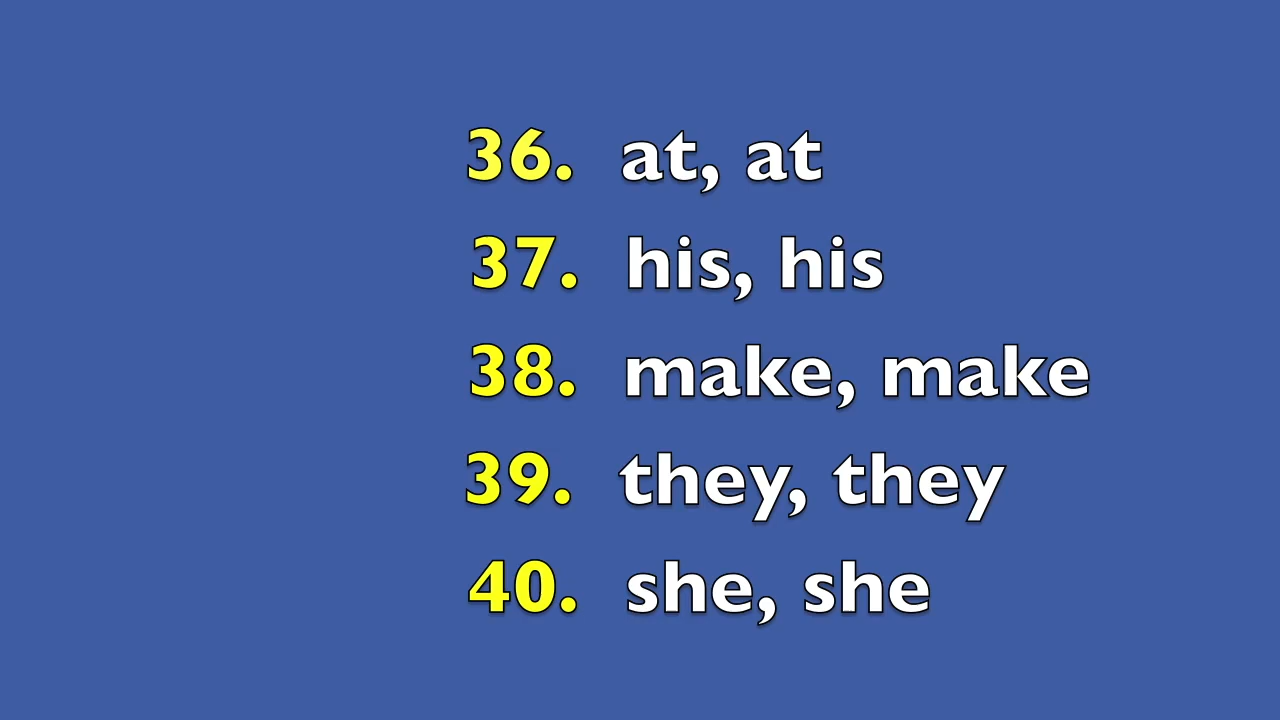 36. at, at
37. his, his
38. make, make
39. they, they
40. she, she